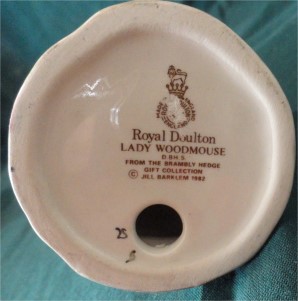 Royal Doulton
LADY WOODMOUSE
D.B.H. 5
FROM THE BRAMBLY HEDGE
GIFT COLLECTION
© JILL BARKLEM 1982